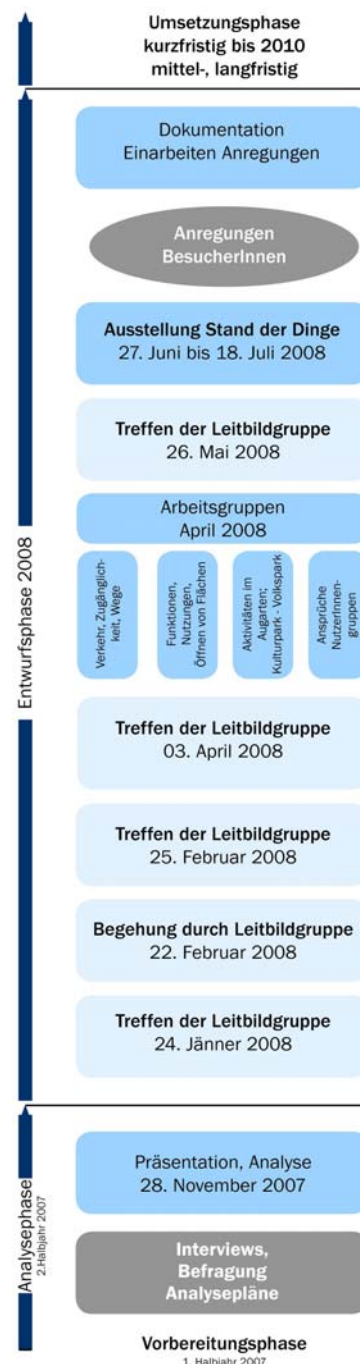 Umsetzungsphase
kurzfristig bis 2010
mittel-, langfristig
Dokumentation
Einarbeiten Anregungen
Anregungen
BesucherInnen
Ausstellung Stand der Dinge
27. Juni bis 18. Juli 2008
Treffen der Leitbildgruppe
26. Mai 2008
Arbeitsgruppen
April 2008
Verkehr, Zugänglich-
keit, Wege
Funktionen,
Nutzungen,
Öffnen von Flächen
Aktivitäten im
Augarten;
Kulturpark - Volkspark
Ansprüche
NutzerInnen-
gruppen
Entwurfsphase 2008
Treffen der Leitbildgruppe
03. April 2008
Treffen der Leitbildgruppe
25. Februar 2008
Begehung durch Leitbildgruppe
22. Februar 2008
Treffen der Leitbildgruppe
24. Jänner 2008
Analysephase
2.Halbjahr 2007
Präsentation, Analyse
28. November 2007
Interviews,
Befragung
Analysepläne
Vorbereitungsphase
1. Halbjahr 2007